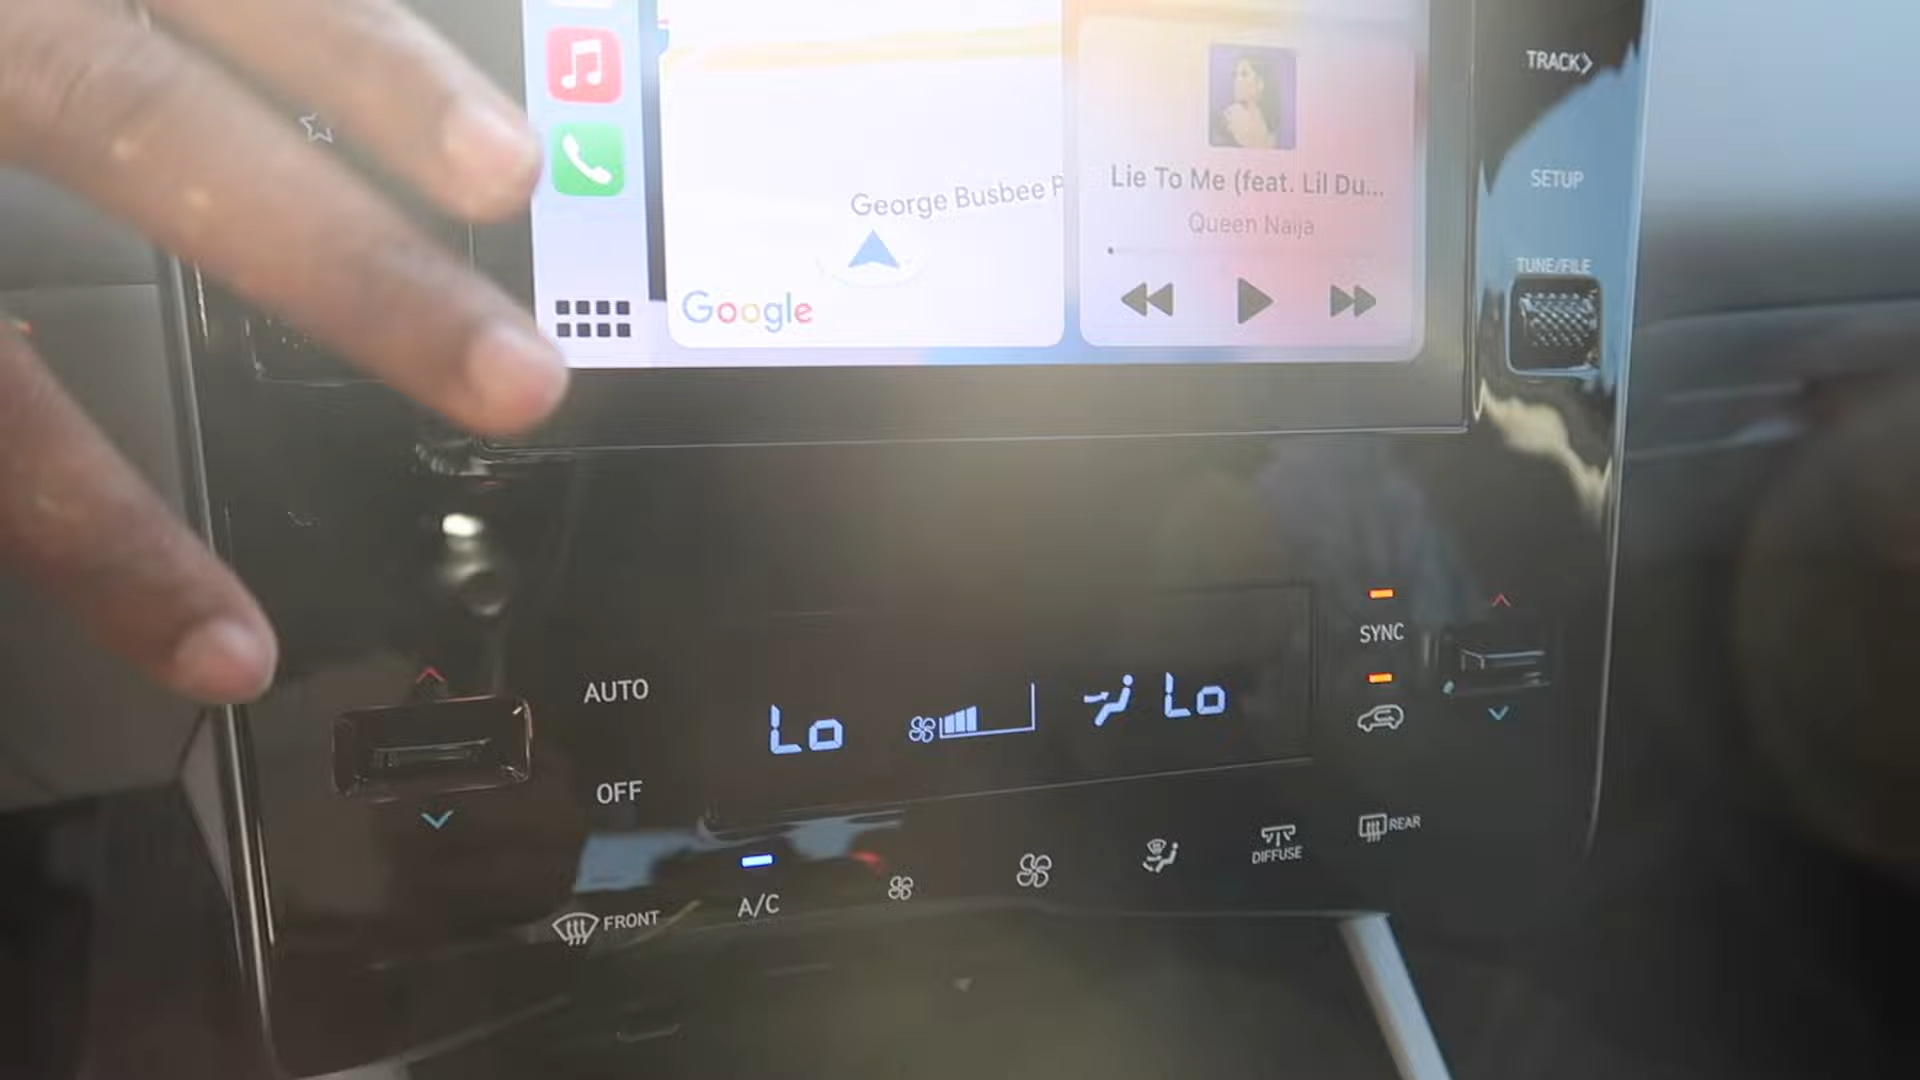 TRACK>
SETUP
TUNE/FILE
George Busbee P
Google
Lie To Me (feat. Lil Du...
Queen Naija
SYNC
AUTO
Lo
Lo
OFF
FRONT
A/C
DIFFUSE
REAR